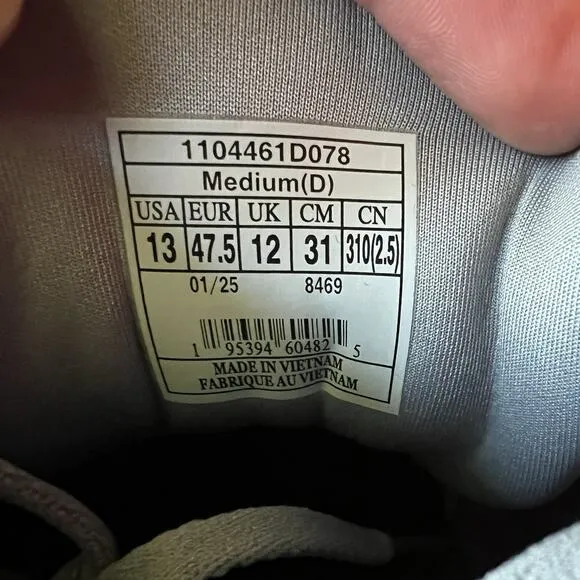 1104461D078
Medium(D)
USA EUR UK CM CN
13 47.5 12 31 310(2.5)
01/25 8469
1 95394 60482 5
MADE IN VIETNAM
FABRIQUE AU VIETNAM